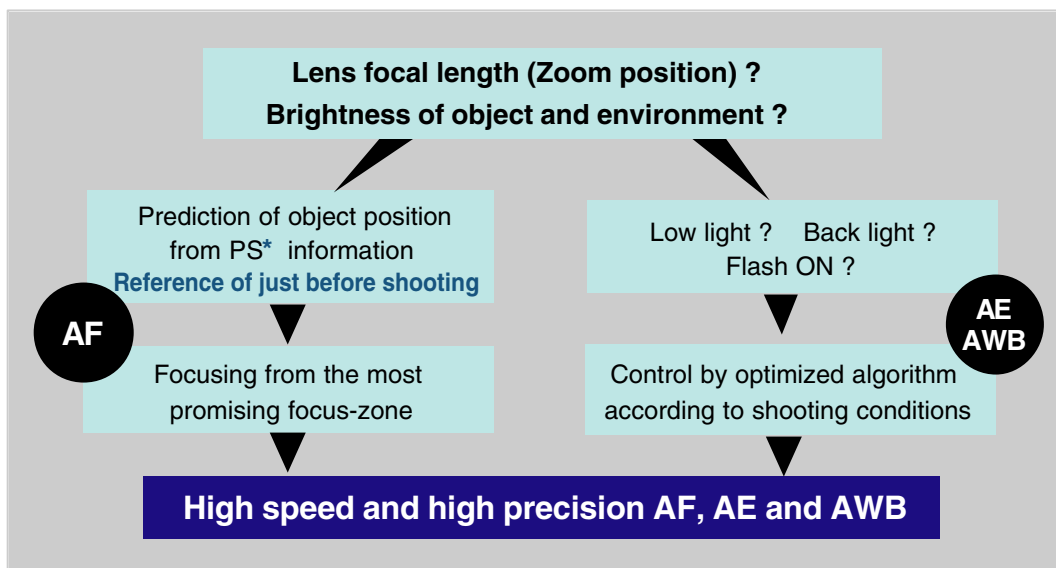 Lens focal length (Zoom position) ?
Brightness of object and environment ?
Prediction of object position
from PS* information
Reference of just before shooting
AF
Focusing from the most
promising focus-zone
Low light ? Back light ?
Flash ON ?
AE
AWB
Control by optimized algorithm
according to shooting conditions
High speed and high precision AF, AE and AWB